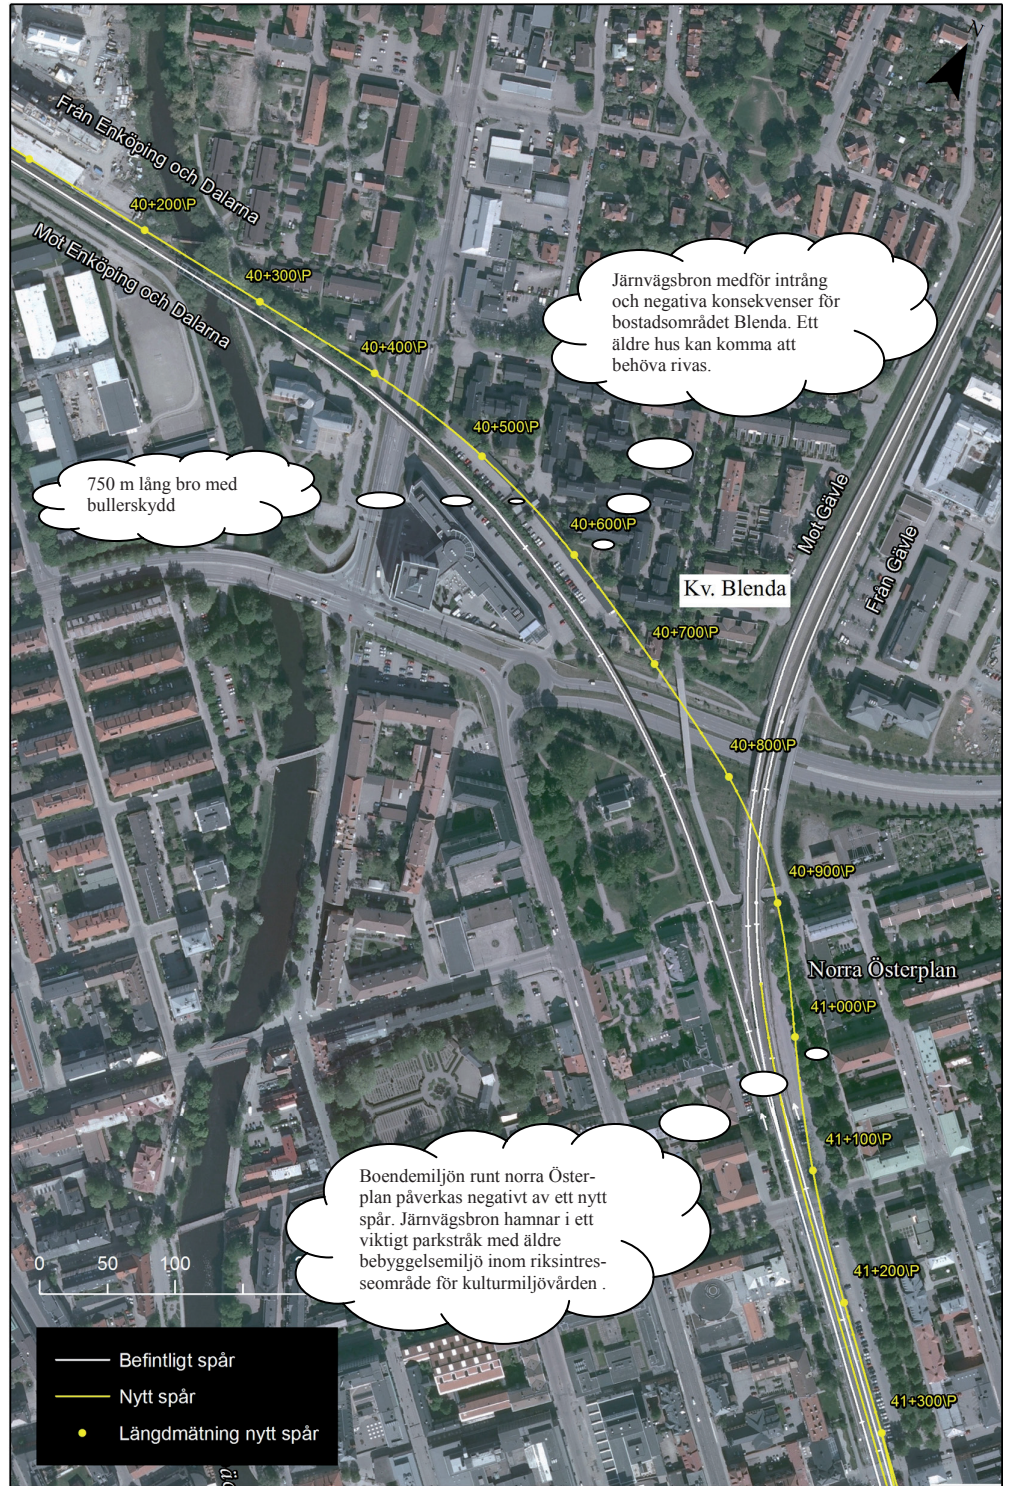 N
Från Enköping och Dalarna
40+200\P
Mot Enköping och Dalarna
40+300\P
Järnvägsbron medför intrång
och negativa konsekvenser för
bostadsområdet Blenda. Ett
äldre hus kan komma att
behöva rivas.
40+400\P
40+500\P
750 m lång bro med
bullerskydd
40+600\P
Mot Gävle
Från Gävle
Kv. Blenda
40+700\P
40+800\P
40+900\P
Norra Österplan
41+000\P
41+100\P
Boendemiljön runt norra Öster-
plan påverkas negativt av ett nytt
spår. Järnvägsbron hamnar i ett
viktigt parkstråk med äldre
bebyggelsemiljö inom riksintres-
seområde för kulturmiljövården .
0 50 100
41+200\P
Befintligt spår
Nytt spår
Längdmätning nytt spår
41+300\P